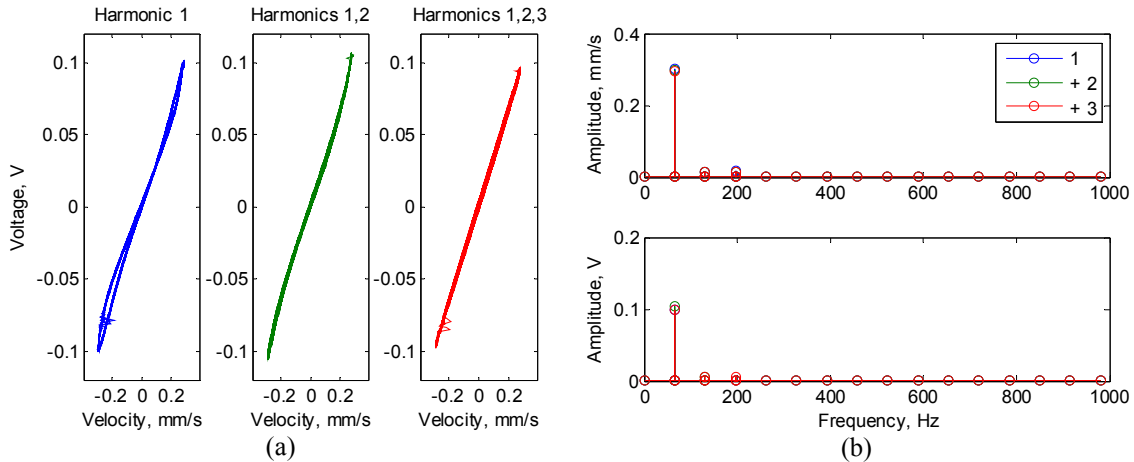 Harmonic 1
Harmonics 1,2
Harmonics 1,2,3
Voltage, V
0.1
0.05
0
-0.05
-0.1
-0.2 0 0.2
Velocity, mm/s
0.1
0.05
0
-0.05
-0.1
-0.2 0 0.2
Velocity, mm/s
0.1
0.05
0
-0.05
-0.1
-0.2 0 0.2
Velocity, mm/s
(a)
Amplitude, mm/s
0.4
0.2
0
0 200 400 600 800 1000
1
+ 2
+ 3
Amplitude, V
0.2
0.1
0
0 200 400 600 800 1000
Frequency, Hz
(b)